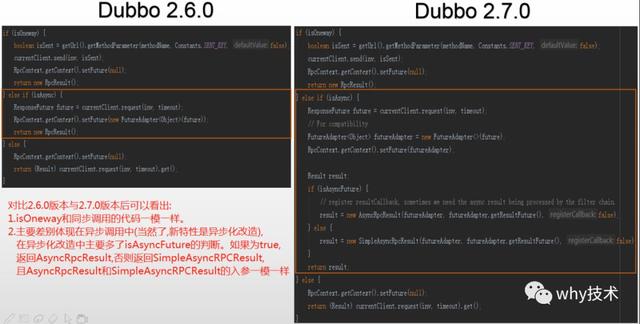 Dubbo 2.6.0
if (isOneway) {
boolean isSent = getUrl().getMethodParameter(methodName, Constants.SENT_KEY, defaultValue: false);
currentClient.send(inv, isSent);
RpcContext.getContext().setFuture(null);
return new RpcResult();
} else if (isAsync) {
ResponseFuture future = currentClient.request(inv, timeout);
RpcContext.getContext().setFuture(new FutureAdapter<Object>(future));
return new RpcResult();
} else {
RpcContext.getContext().setFuture(null);
return (Result) currentClient.request(inv, timeout).get();
}
对比2.6.0版本与2.7.0版本后可以看出:
1.isOneway和同步调用的代码一模一样。
2.主要差别体现在异步调用中(当然了,新特性是异步化改造),
在异步化改造中主要多了isAsyncFuture的判断。如果为true,
返回AsyncRpcResult,否则返回SimpleAsyncRPCResult,
且AsyncRpcResult和SimpleAsyncRPCResult的入参一模一样
Dubbo 2.7.0
if (isOneway) {
boolean isSent = getUrl().getMethodParameter(methodName, Constants.SENT_KEY, defaultValue: false);
currentClient.send(inv, isSent);
RpcContext.getContext().setFuture(null);
return new RpcResult();
} else if (isAsync) {
ResponseFuture future = currentClient.request(inv, timeout);
// For compatibility
FutureAdapter<Object> futureAdapter = new FutureAdapter<>(future);
RpcContext.getContext().setFuture(futureAdapter);
Result result;
if (isAsyncFuture) {
// register resultCallback, sometimes we need the async result being processed by the filter chain.
result = new AsyncRpcResult(futureAdapter, futureAdapter.getResultFuture(), registerCallback: false);
} else {
result = new SimpleAsyncRpcResult(futureAdapter, futureAdapter.getResultFuture(), registerCallback: false);
}
return result;
} else {
RpcContext.getContext().setFuture(null);
return (Result) currentClient.request(inv, timeout).get();
}
why技术